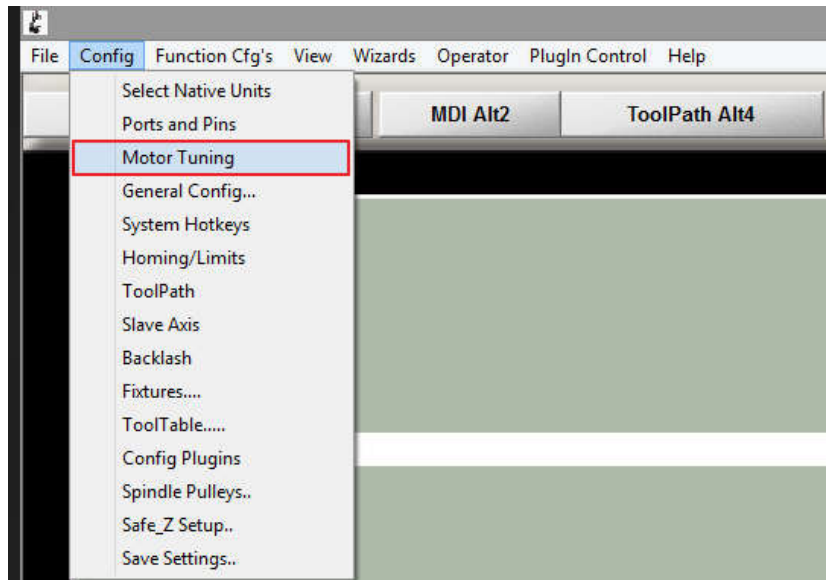 File Config Function Cfg's View Wizards Operator PlugIn Control Help
MDI Alt2 ToolPath Alt4
Select Native Units
Ports and Pins
Motor Tuning
General Config...
System Hotkeys
Homing/Limits
ToolPath
Slave Axis
Backlash
Fixtures....
ToolTable.....
Config Plugins
Spindle Pulleys..
Safe_Z Setup..
Save Settings..